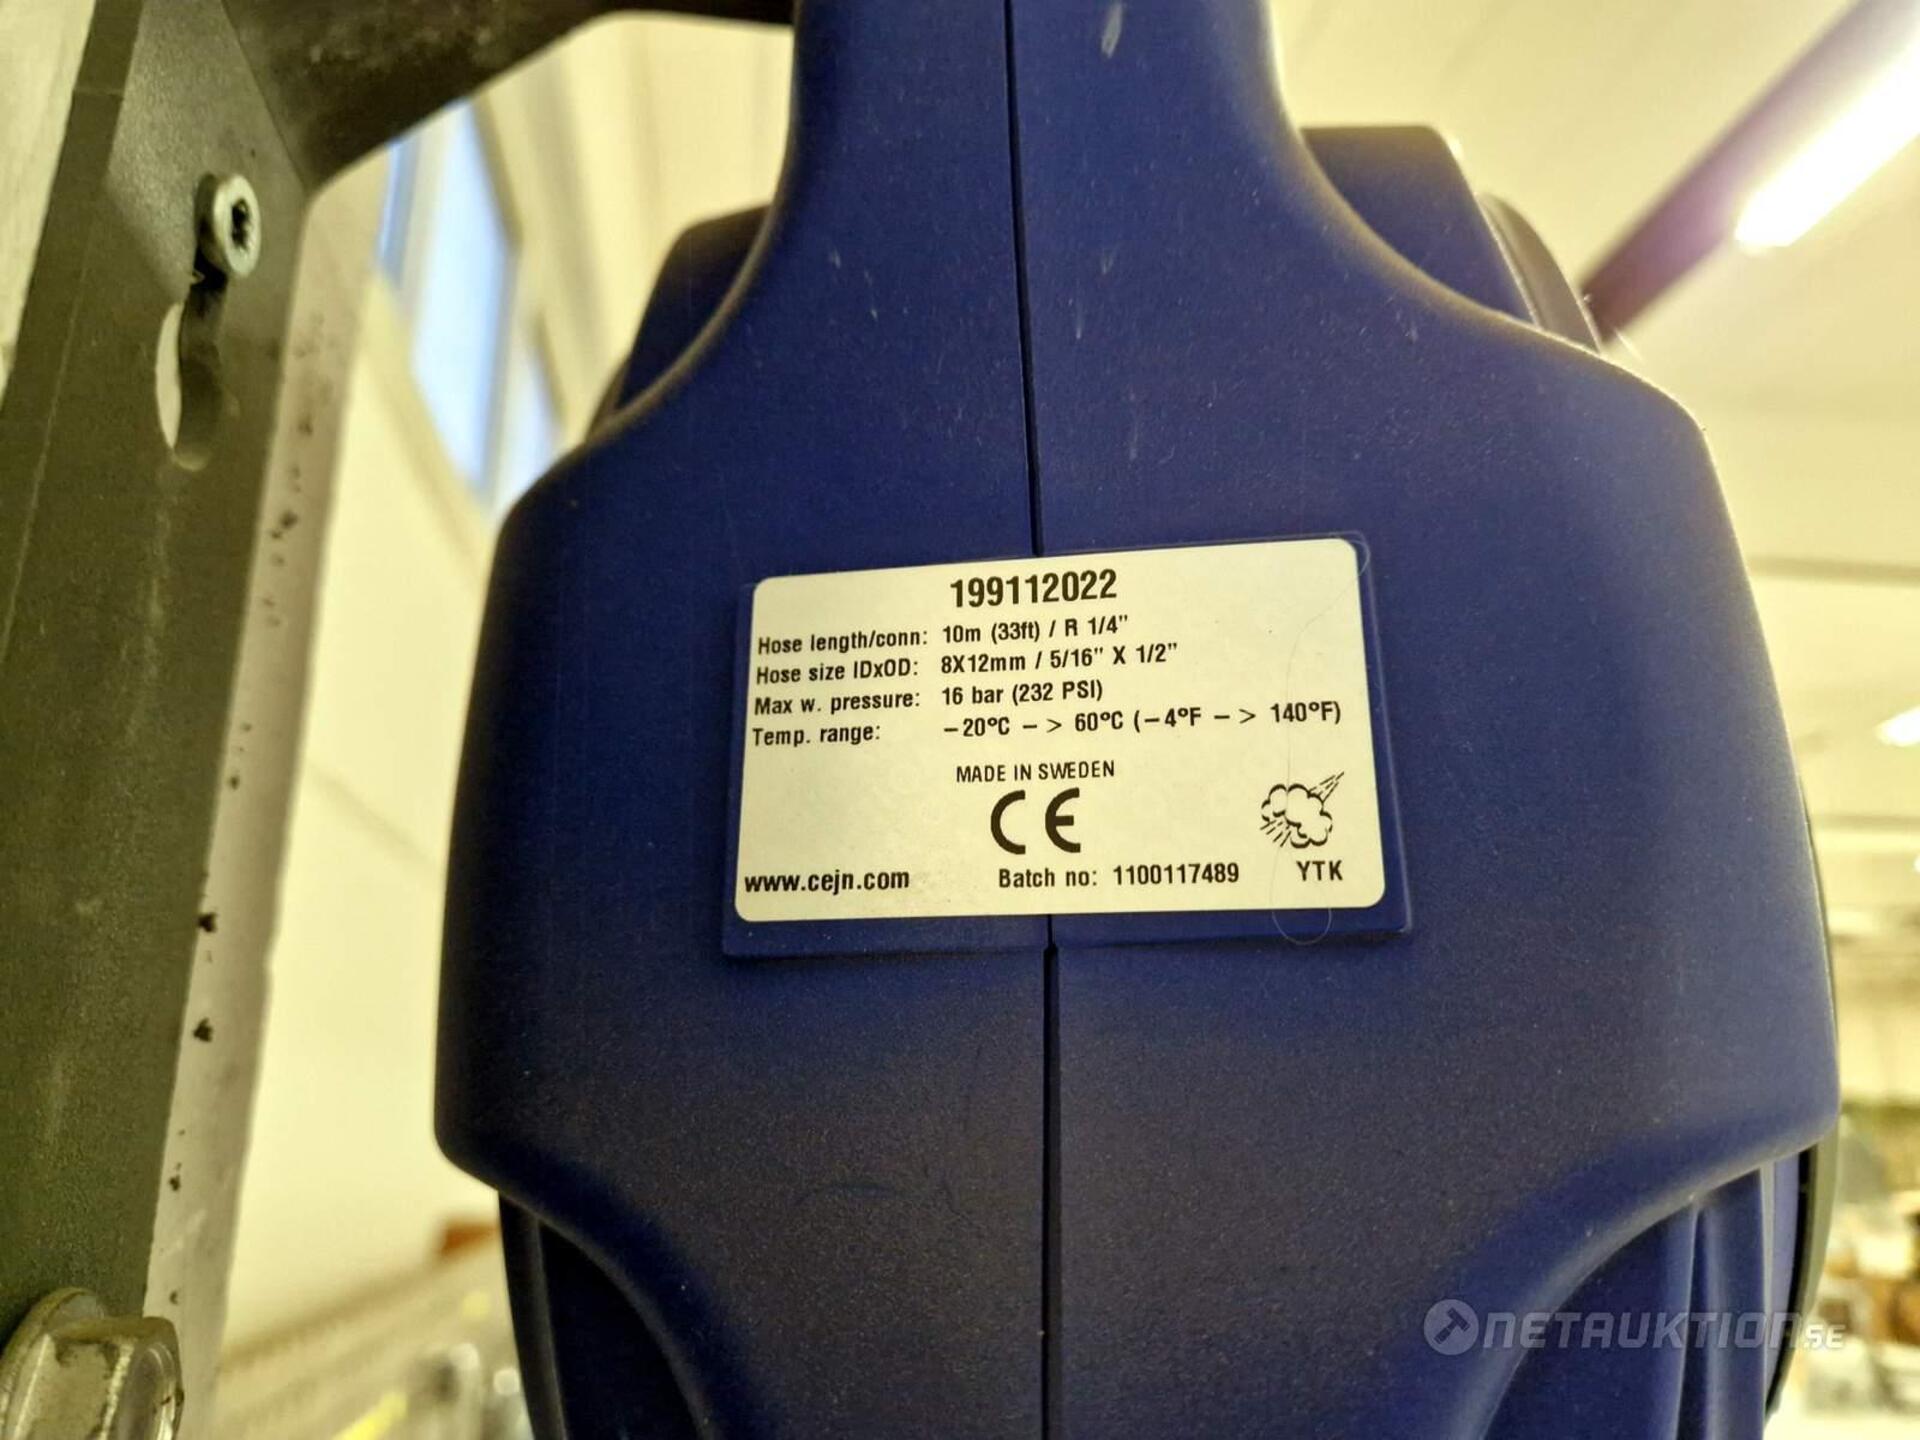 199112022
Hose length/conn: 10m (33ft) / R 1/4"
Hose size IDxOD: 8X12mm / 5/16" X 1/2"
Max w. pressure: 16 bar (232 PSI)
Temp. range: -20°C -> 60°C (-4°F -> 140°F)
MADE IN SWEDEN
CE
www.cejn.com Batch no: 1100117489 YTK
NETAUKTION.SE